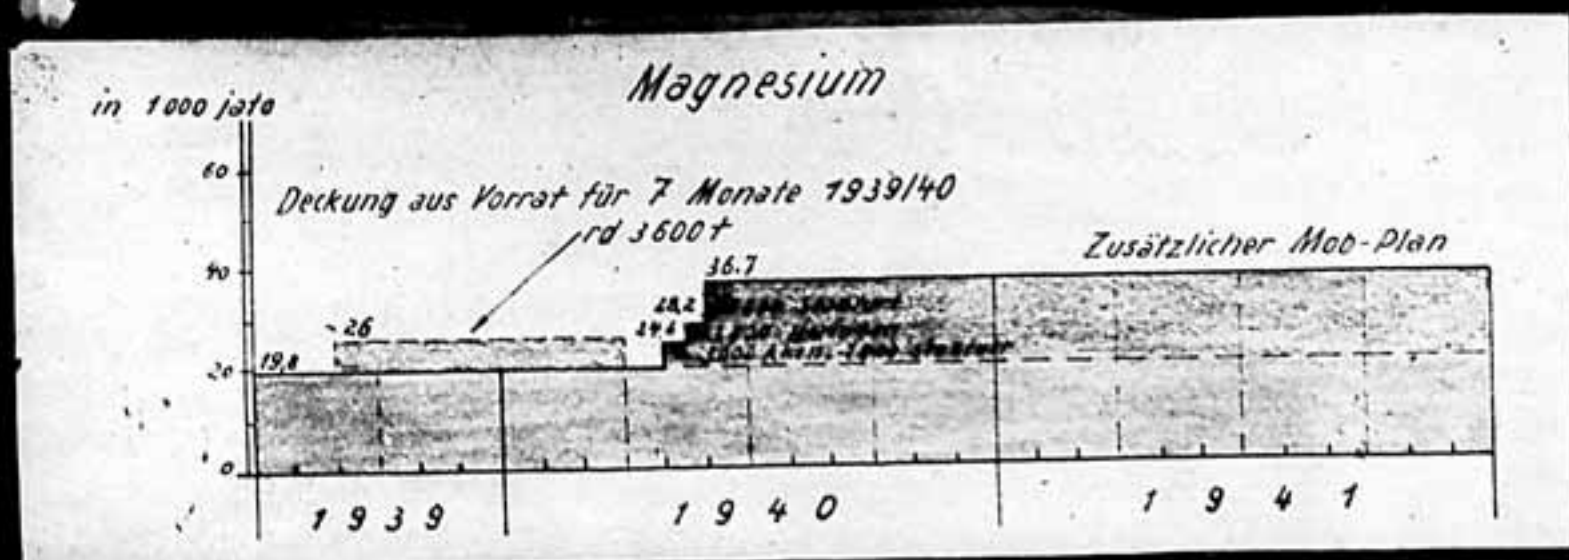 Magnesium
in 1000 jato
60
Deckung aus Vorrat für 7 Monate 1939/40
rd 3600 t
Zusätzlicher Mob-Plan
40
36.7
28,2
~26
24,6
19,8
20
0
1939
1940
1941